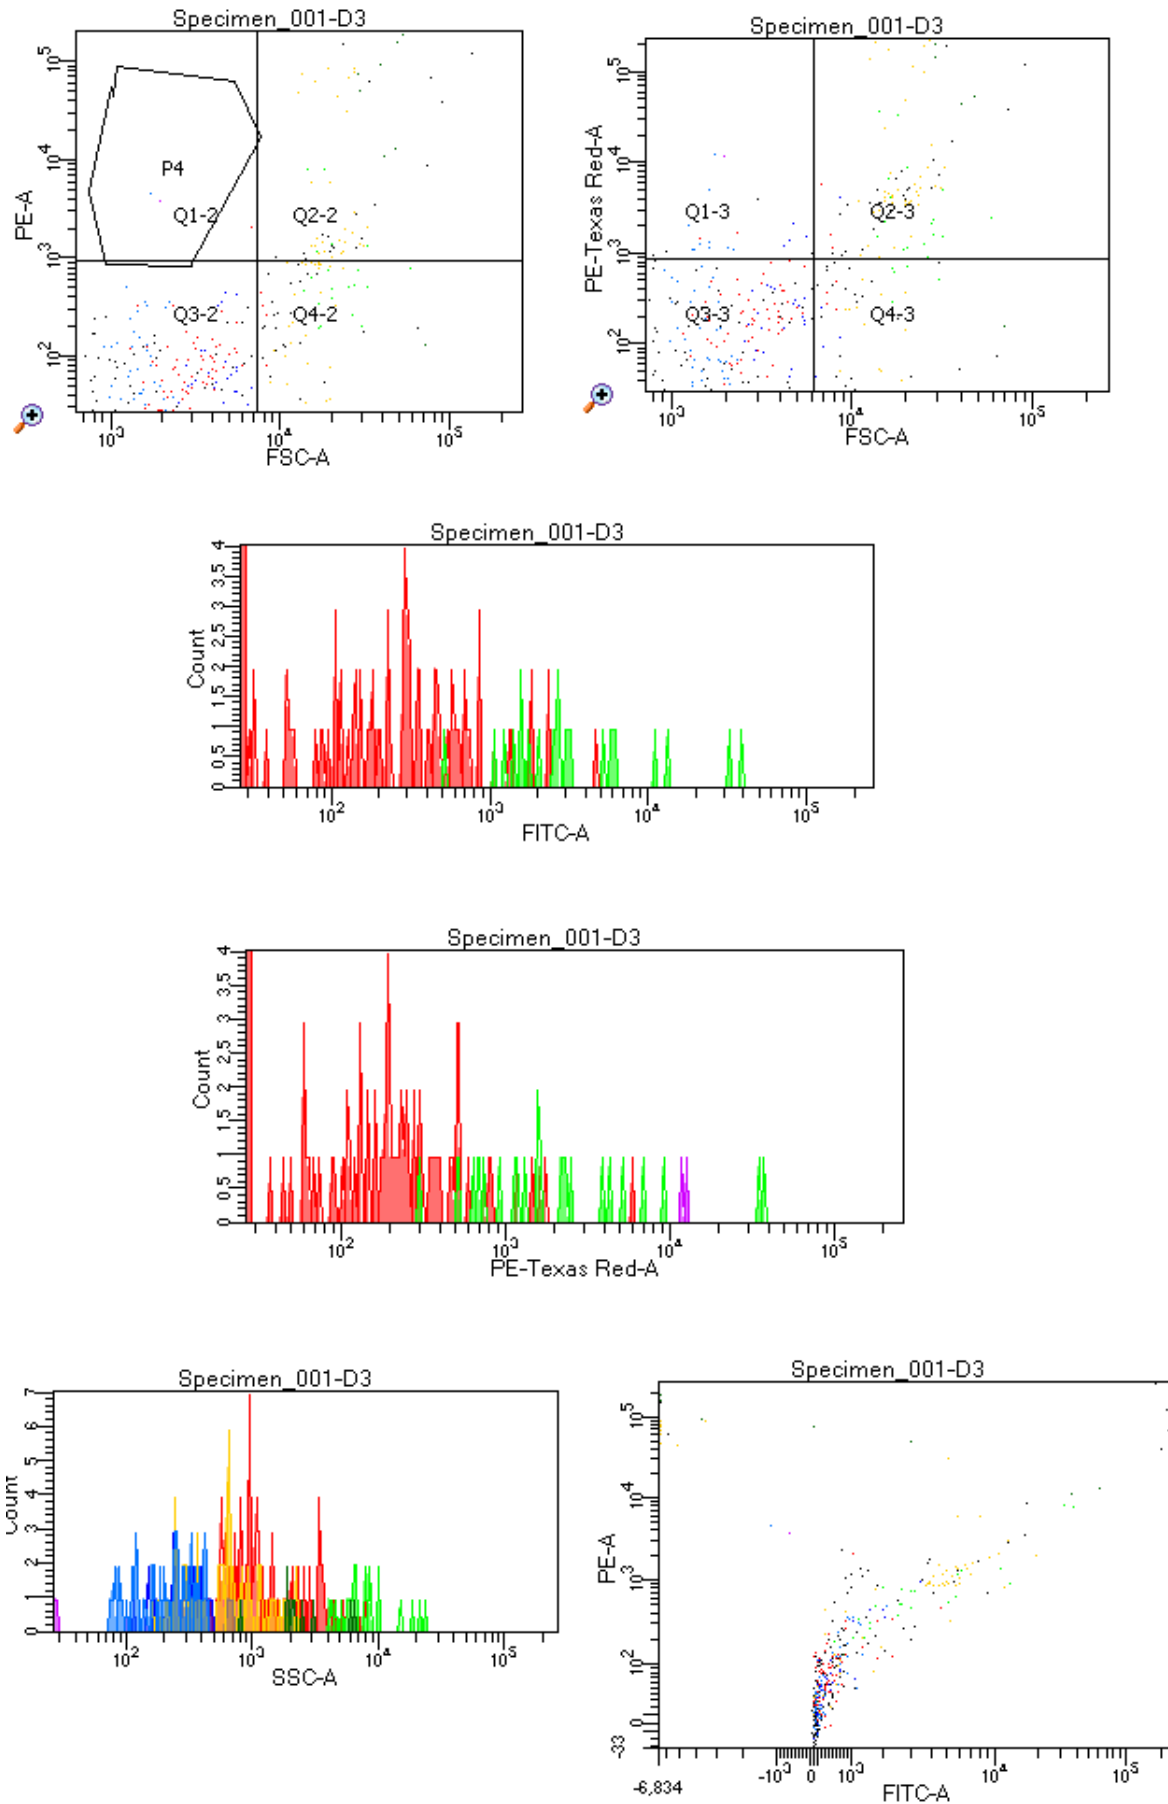 Specimen_001-D3
PE-A
10^5
10^4
10^3
10^2
P4
Q1-2
Q2-2
Q3-2
Q4-2
10^3 10^4 10^5
FSC-A
Specimen_001-D3
PE-Texas Red-A
10^5
10^4
10^3
10^2
Q1-3
Q2-3
Q3-3
Q4-3
10^3 10^4 10^5
FSC-A
Specimen_001-D3
Count
4
3,5
3
2,5
2
1,5
1
0,5
0
10^2 10^3 10^4 10^5
FITC-A
Specimen_001-D3
Count
4
3,5
3
2,5
2
1,5
1
0,5
0
10^2 10^3 10^4 10^5
PE-Texas Red-A
Specimen_001-D3
Count
7
6
5
4
3
2
1
0
10^2 10^3 10^4 10^5
SSC-A
Specimen_001-D3
PE-A
10^5
10^4
10^3
10^2
0
-33
-6,834
-10^3 0 10^3 10^4 10^5
FITC-A